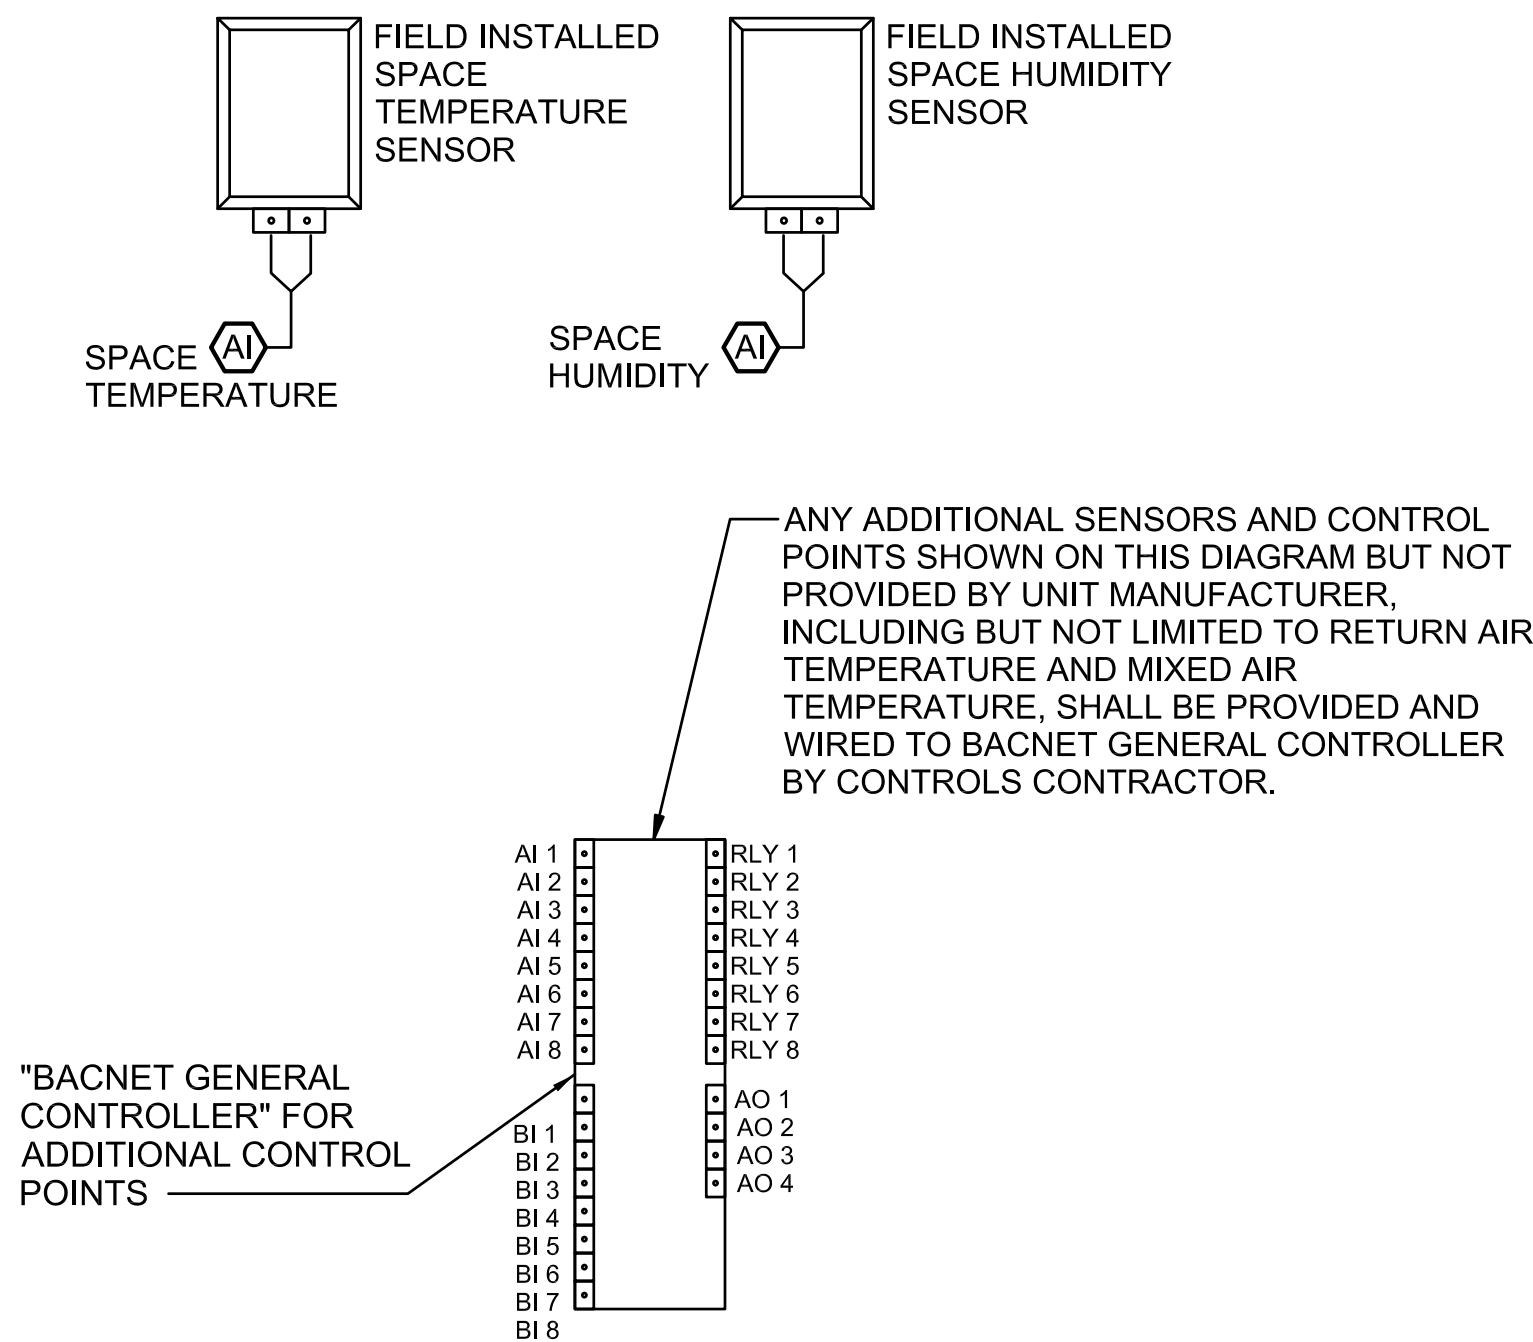 FIELD INSTALLED
SPACE
TEMPERATURE
SENSOR
FIELD INSTALLED
SPACE HUMIDITY
SENSOR
AI
SPACE
TEMPERATURE
SPACE
HUMIDITY
AI
ANY ADDITIONAL SENSORS AND CONTROL
POINTS SHOWN ON THIS DIAGRAM BUT NOT
PROVIDED BY UNIT MANUFACTURER,
INCLUDING BUT NOT LIMITED TO RETURN AIR
TEMPERATURE AND MIXED AIR
TEMPERATURE, SHALL BE PROVIDED AND
WIRED TO BACNET GENERAL CONTROLLER
BY CONTROLS CONTRACTOR.
AI 1
AI 2
AI 3
AI 4
AI 5
AI 6
AI 7
AI 8
RLY 1
RLY 2
RLY 3
RLY 4
RLY 5
RLY 6
RLY 7
RLY 8
"BACNET GENERAL
CONTROLLER" FOR
ADDITIONAL CONTROL
POINTS
BI 1
BI 2
BI 3
BI 4
BI 5
BI 6
BI 7
BI 8
AO 1
AO 2
AO 3
AO 4